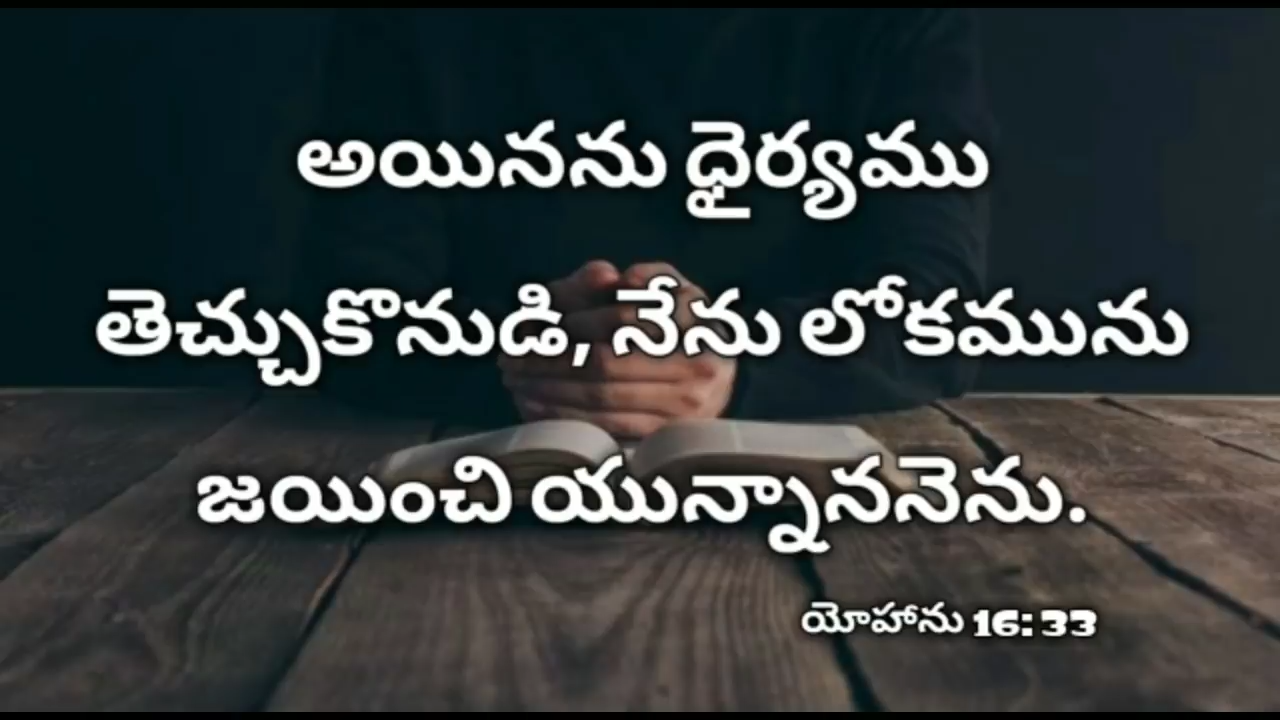 అయినను ధైర్యము
తెచ్చుకొనుడి, నేను లోకమును
జయించి యున్నాననెను.
యోహాను 16: 33